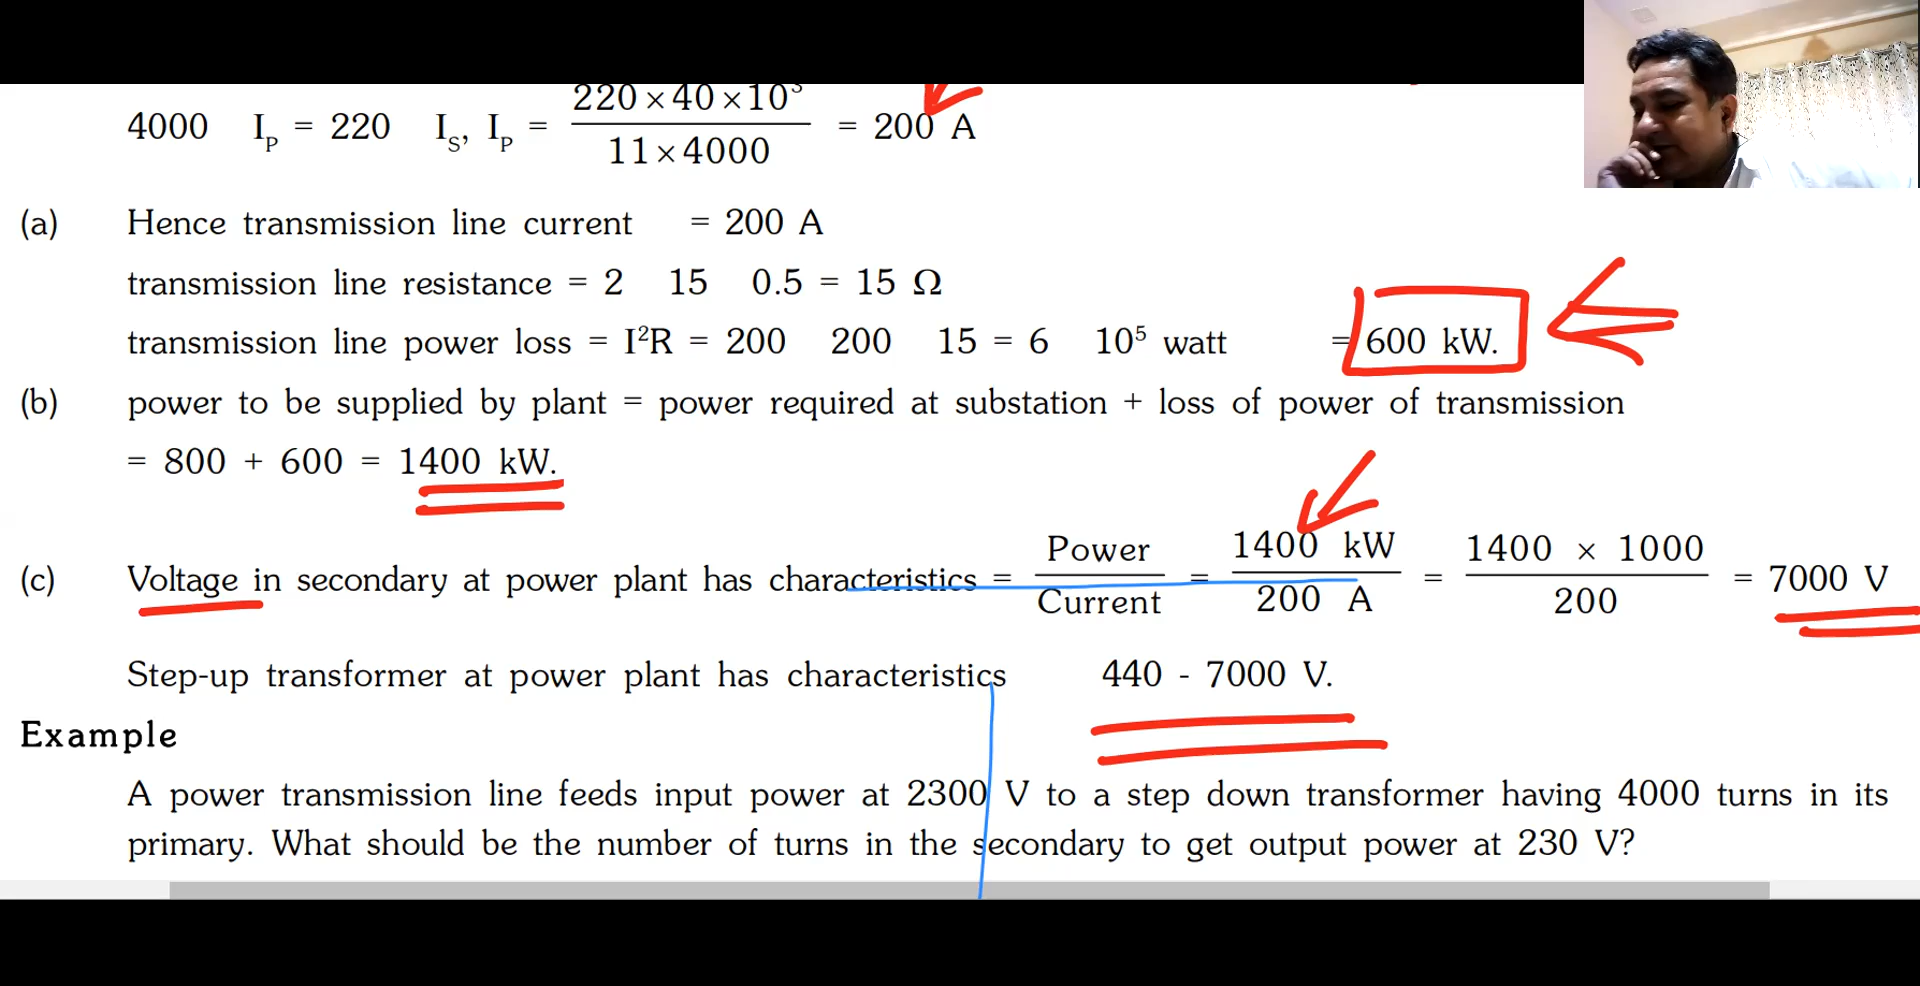 220 × 40 × 10³
4000 I_P = 220 I_S, I_P = ――― = 200 A
11 × 4000
(a) Hence transmission line current = 200 A
transmission line resistance = 2 15 0.5 = 15 Ω
transmission line power loss = I²R = 200 200 15 = 6 10⁵ watt = 600 kW.
(b) power to be supplied by plant = power required at substation + loss of power of transmission
= 800 + 600 = 1400 kW.
(c) Voltage in secondary at power plant has characteristics = Power / Current = 1400 kW / 200 A = 1400 × 1000 / 200 = 7000 V
Step-up transformer at power plant has characteristics 440 - 7000 V.
Example
A power transmission line feeds input power at 2300 V to a step down transformer having 4000 turns in its
primary. What should be the number of turns in the secondary to get output power at 230 V?